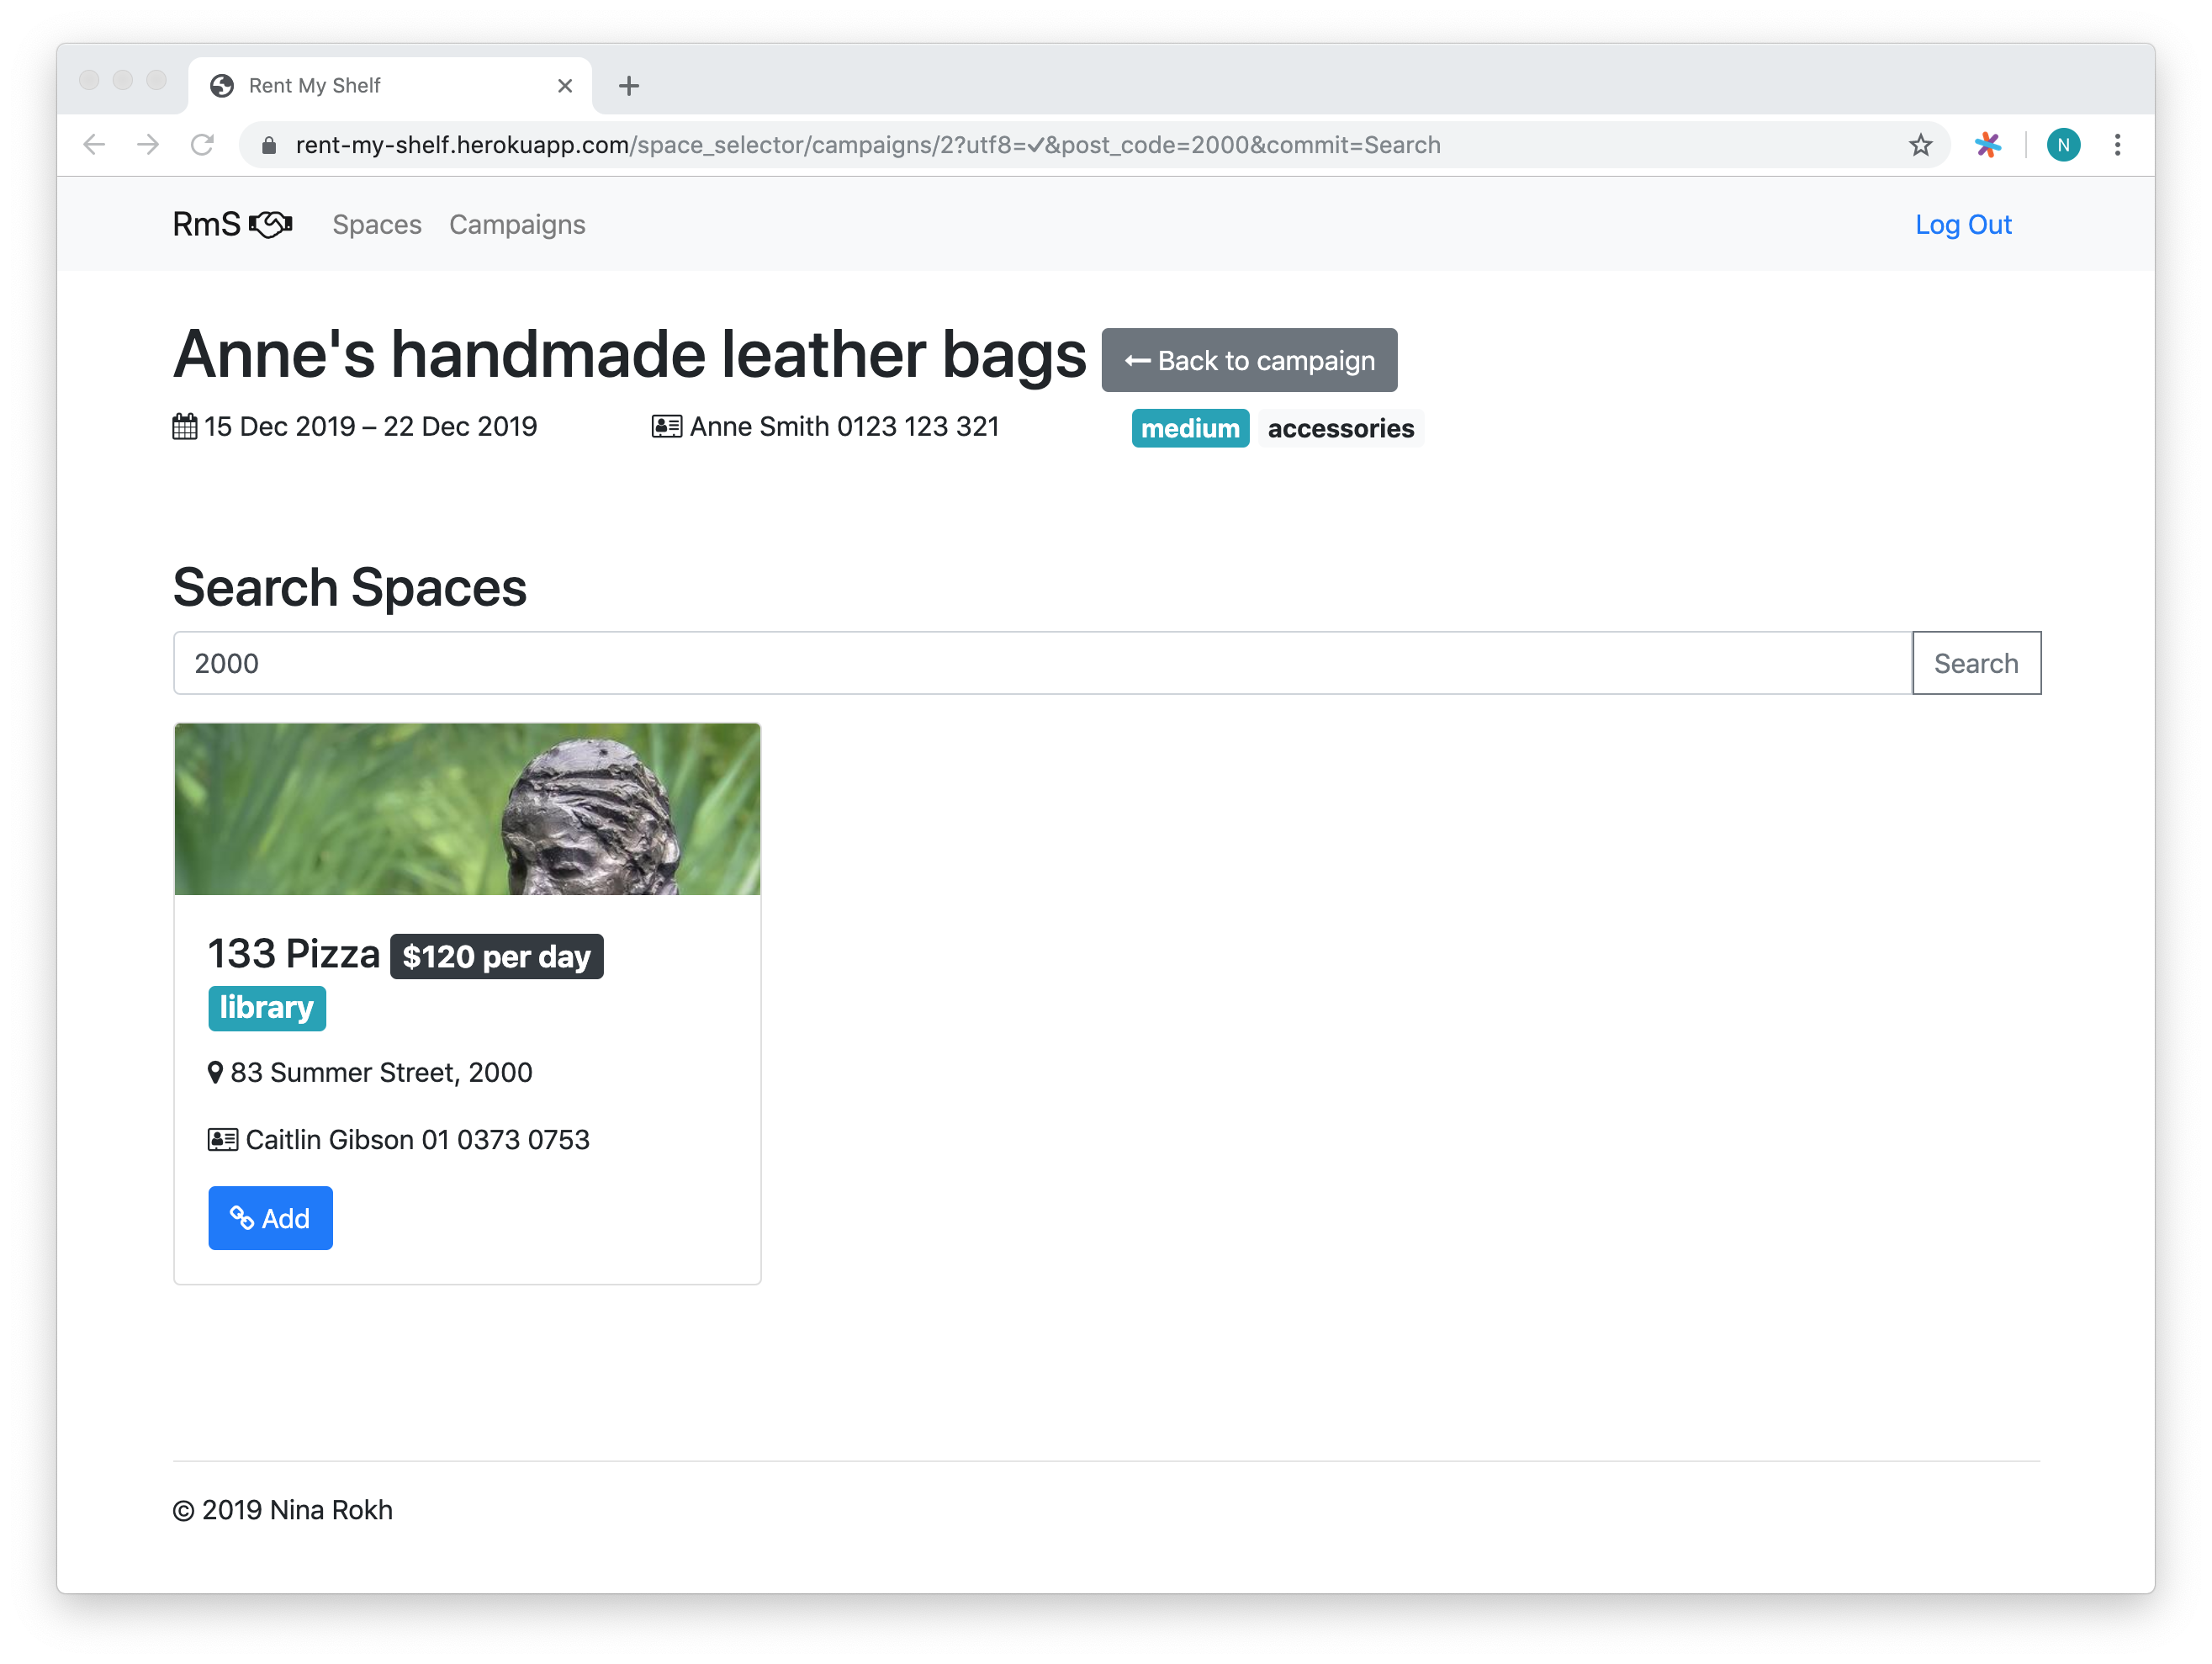 Rent My Shelf
rent-my-shelf.herokuapp.com/space_selector/campaigns/2?utf8=✓&post_code=2000&commit=Search
N
RmS Spaces Campaigns Log Out
Anne's handmade leather bags Back to campaign
15 Dec 2019 – 22 Dec 2019 Anne Smith 0123 123 321 medium accessories
Search Spaces
2000 Search
133 Pizza $120 per day
library
83 Summer Street, 2000
Caitlin Gibson 01 0373 0753
Add
© 2019 Nina Rokh